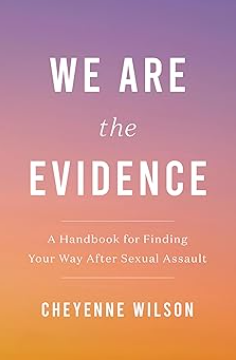 WE ARE
the
EVIDENCE
A Handbook for Finding
Your Way After Sexual Assault
CHEYENNE WILSON